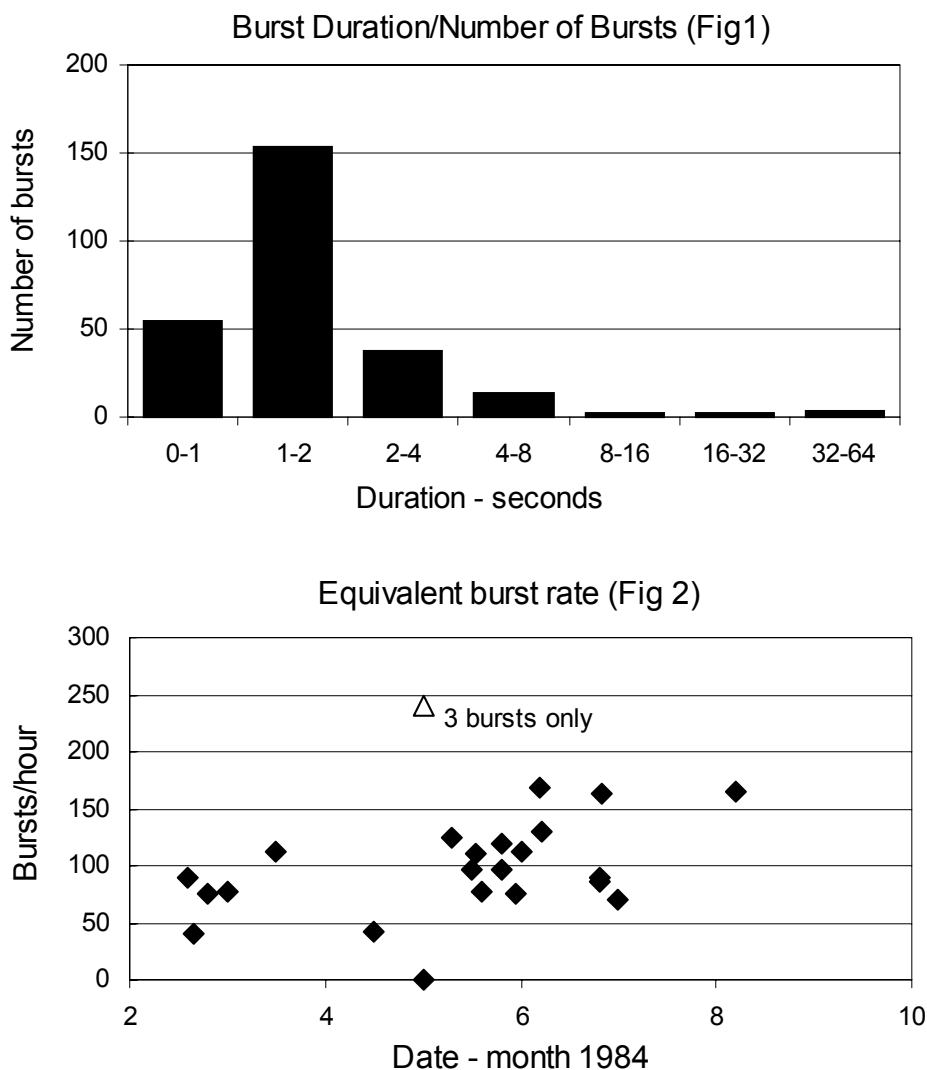 Burst Duration/Number of Bursts (Fig1)
200
150
100
50
0
Number of bursts
0-1 1-2 2-4 4-8 8-16 16-32 32-64
Duration - seconds
Equivalent burst rate (Fig 2)
300
250
200
150
100
50
0
Bursts/hour
3 bursts only
2 4 6 8 10
Date - month 1984